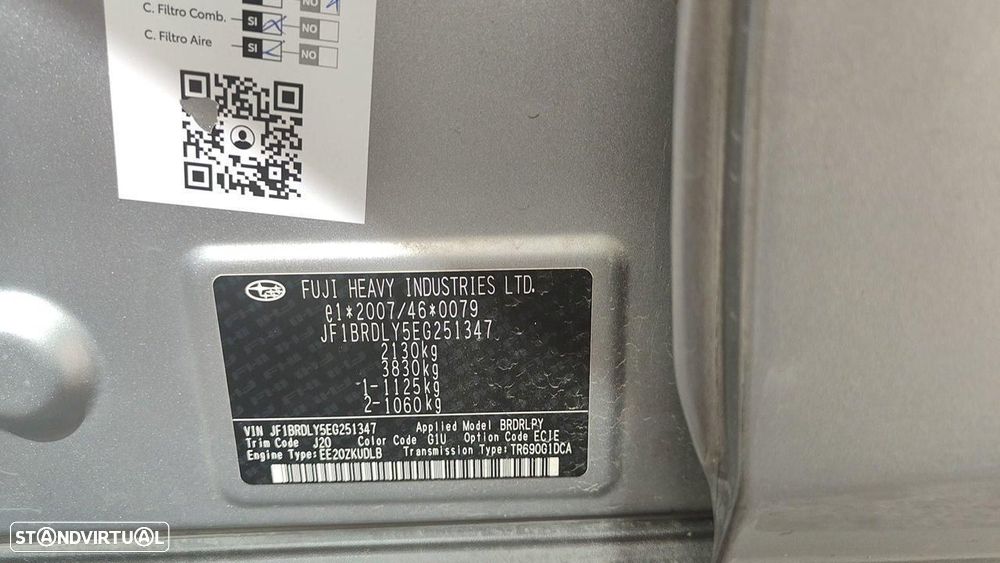 NO
C. Filtro Comb. SI NO
C. Filtro Aire SI NO
FUJI HEAVY INDUSTRIES LTD.
e1*2007/46*0079
JF1BRDLY5EG251347
2130kg
3830kg
1-1125kg
2-1060kg
VIN JF1BRDLY5EG251347 Applied Model BRDRLPY
Trim Code J20 Color Code G1U Option Code ECIE
Engine Type: EE20ZKUDLB Transmission Type: TR690G1DCA
STANDVIRTUAL